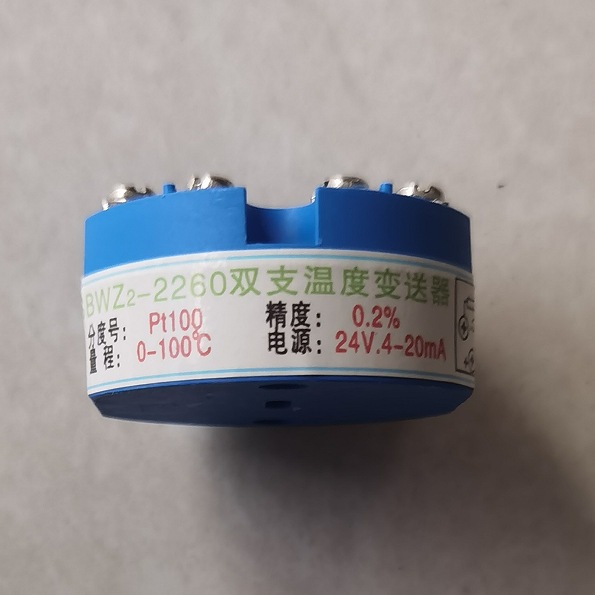 BWZ2-2260双支温度变送器
分度号: Pt100 精度: 0.2%
量程: 0-100℃ 电源: 24V.4-20mA